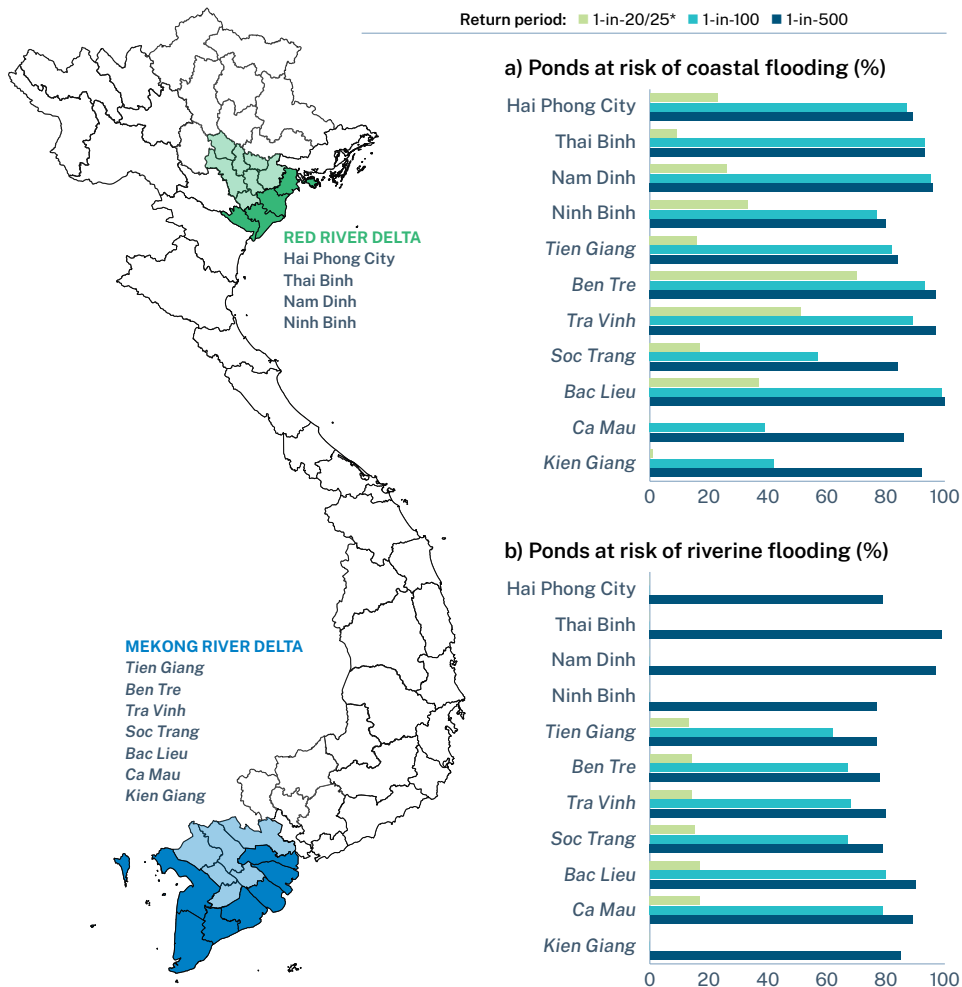 Return period: 1-in-20/25* 1-in-100 1-in-500
a) Ponds at risk of coastal flooding (%)
Hai Phong City
Thai Binh
Nam Dinh
Ninh Binh
Tien Giang
Ben Tre
Tra Vinh
Soc Trang
Bac Lieu
Ca Mau
Kien Giang
0 20 40 60 80 100
RED RIVER DELTA
Hai Phong City
Thai Binh
Nam Dinh
Ninh Binh
b) Ponds at risk of riverine flooding (%)
Hai Phong City
Thai Binh
Nam Dinh
Ninh Binh
Tien Giang
Ben Tre
Tra Vinh
Soc Trang
Bac Lieu
Ca Mau
Kien Giang
0 20 40 60 80 100
MEKONG RIVER DELTA
Tien Giang
Ben Tre
Tra Vinh
Soc Trang
Bac Lieu
Ca Mau
Kien Giang